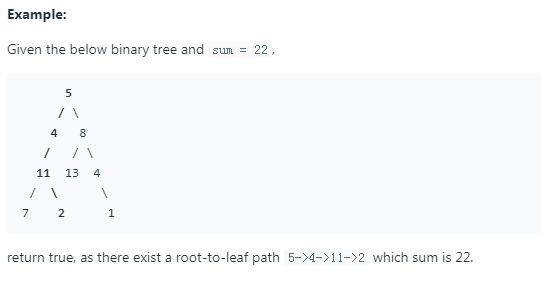 Example:
Given the below binary tree and sum = 22 ,
5
/ \
4 8
/ / \
11 13 4
/ \ \
7 2 1
return true, as there exist a root-to-leaf path 5->4->11->2 which sum is 22.